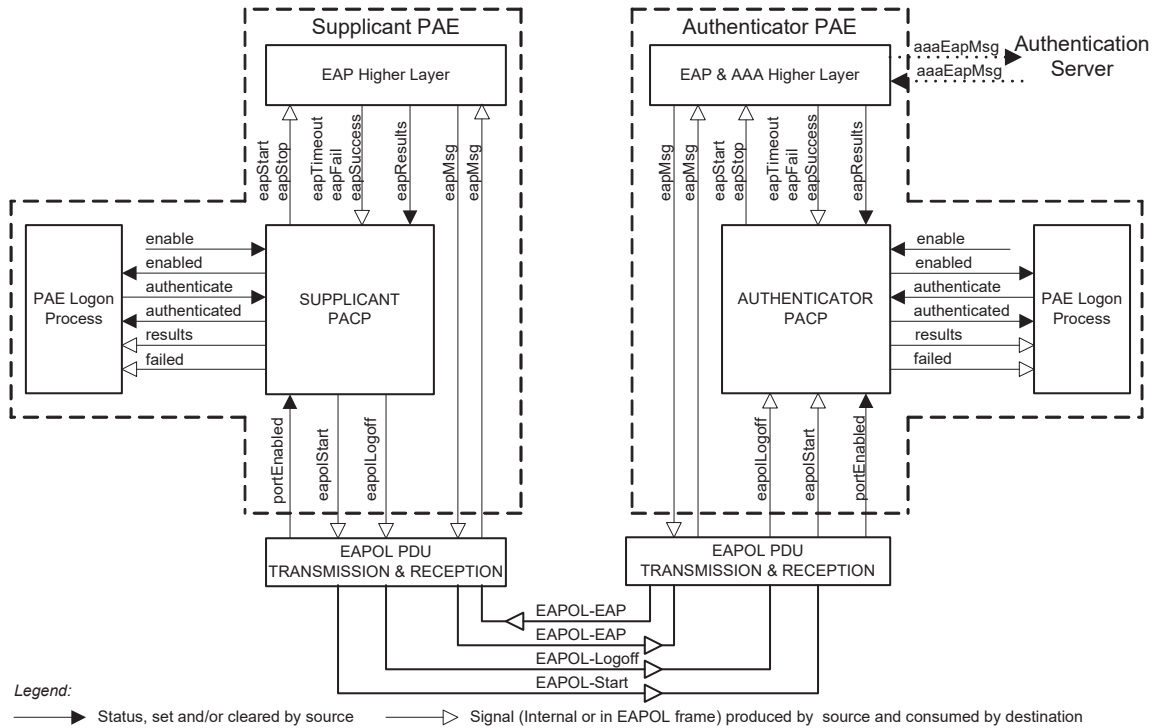 Supplicant PAE
Authenticator PAE
EAP Higher Layer
EAP & AAA Higher Layer
aaaEapMsg
aaaEapMsg
Authentication
Server
eapStart
eapStop
eapTimeout
eapFail
eapSuccess
eapResults
eapMsg
eapMsg
eapMsg
eapMsg
eapStart
eapStop
eapTimeout
eapFail
eapSuccess
eapResults
PAE Logon
Process
enable
enabled
authenticate
authenticated
results
failed
SUPPLICANT
PACP
AUTHENTICATOR
PACP
enable
enabled
authenticate
authenticated
results
failed
PAE Logon
Process
portEnabled
eapolStart
eapolLogoff
eapolLogoff
eapolStart
portEnabled
EAPOL PDU
TRANSMISSION & RECEPTION
EAPOL PDU
TRANSMISSION & RECEPTION
EAPOL-EAP
EAPOL-EAP
EAPOL-Logoff
EAPOL-Start
Legend:
Status, set and/or cleared by source
Signal (Internal or in EAPOL frame) produced by source and consumed by destination